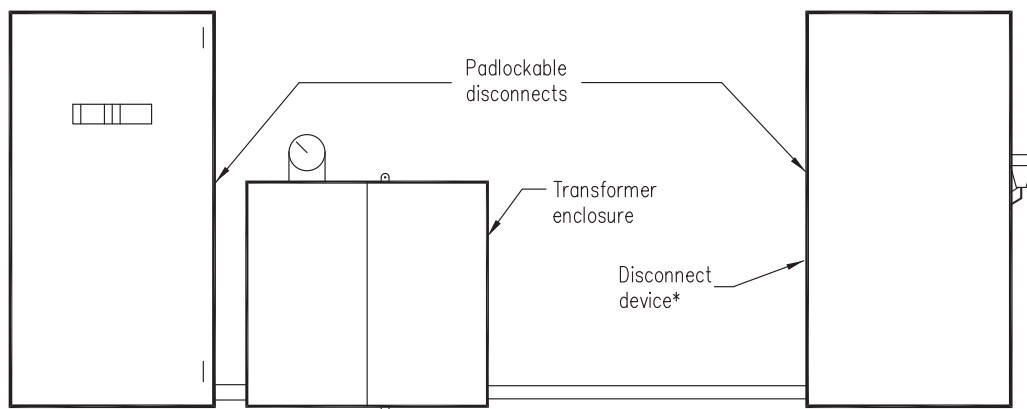 Padlockable
disconnects
Transformer
enclosure
Disconnect
device*